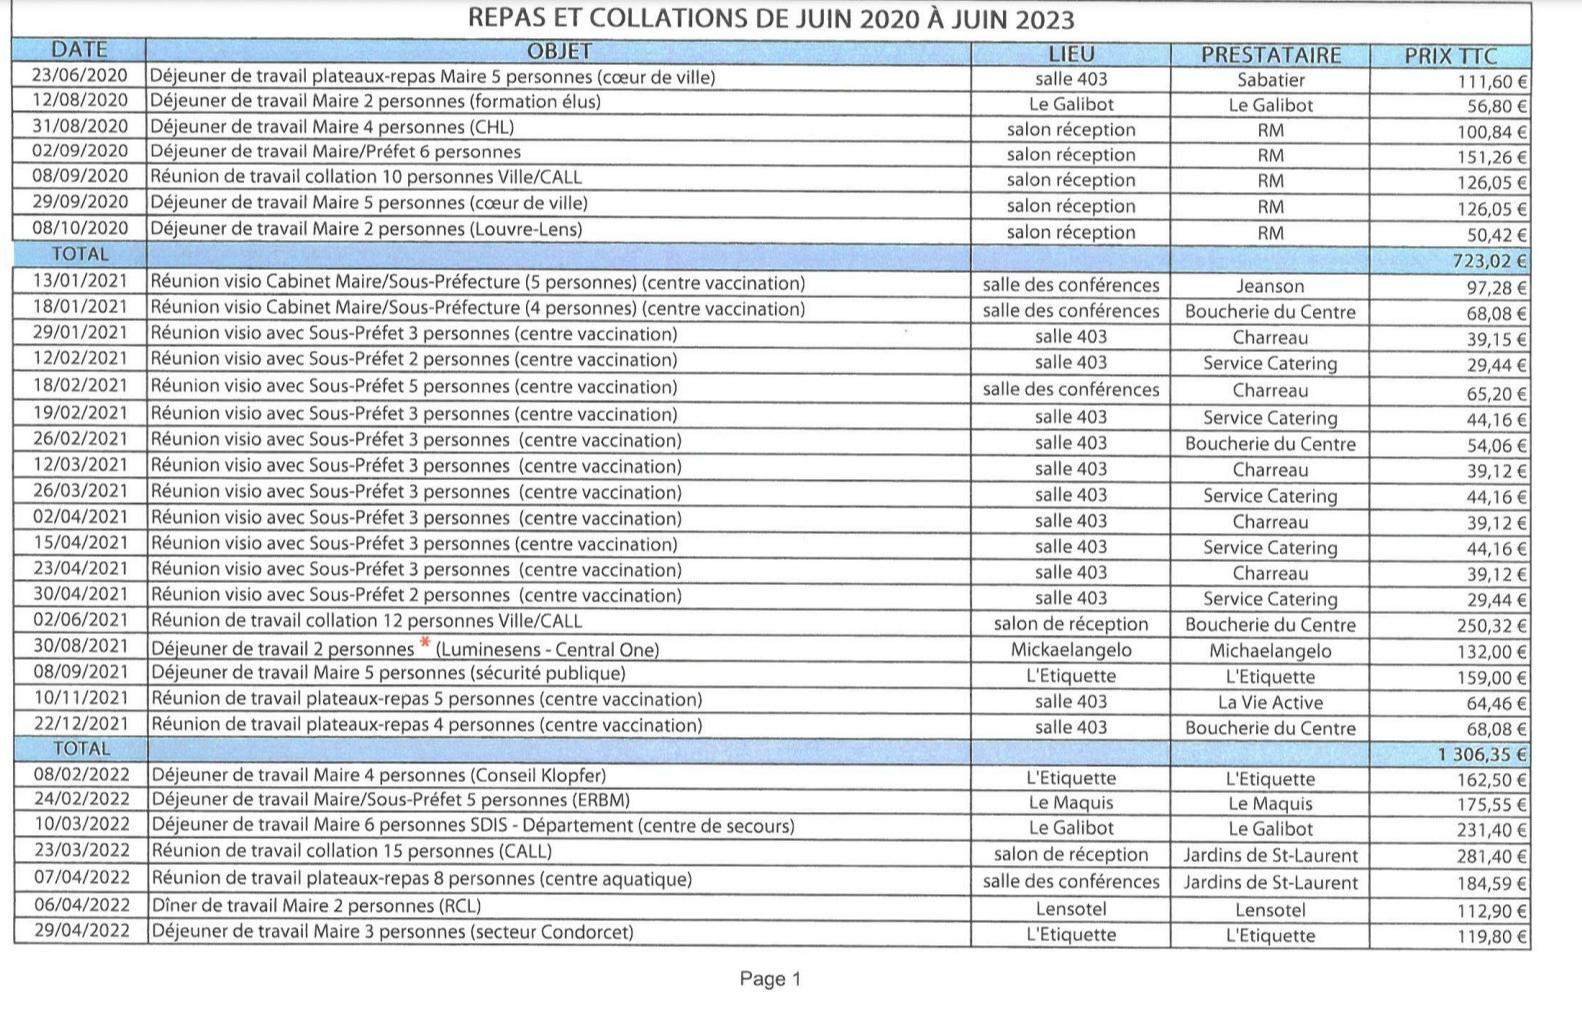 REPAS ET COLLATIONS DE JUIN 2020 À JUIN 2023
DATE OBJET LIEU PRESTATAIRE PRIX TTC
23/06/2020 Déjeuner de travail plateaux-repas Maire 5 personnes (cœur de ville) salle 403 Sabatier 111,60 €
12/08/2020 Déjeuner de travail Maire 2 personnes (formation élus) Le Galibot Le Galibot 56,80 €
31/08/2020 Déjeuner de travail Maire 4 personnes (CHL) salon réception RM 100,84 €
02/09/2020 Déjeuner de travail Maire/Préfet 6 personnes salon réception RM 151,26 €
08/09/2020 Réunion de travail collation 10 personnes Ville/CALL salon réception RM 126,05 €
29/09/2020 Déjeuner de travail Maire 5 personnes (cœur de ville) salon réception RM 126,05 €
08/10/2020 Déjeuner de travail Maire 2 personnes (Louvre-Lens) salon réception RM 50,42 €
TOTAL 723,02 €
13/01/2021 Réunion visio Cabinet Maire/Sous-Préfecture (5 personnes) (centre vaccination) salle des conférences Jeanson 97,28 €
18/01/2021 Réunion visio Cabinet Maire/Sous-Préfecture (4 personnes) (centre vaccination) salle des conférences Boucherie du Centre 68,08 €
29/01/2021 Réunion visio avec Sous-Préfet 3 personnes (centre vaccination) salle 403 Charreau 39,15 €
12/02/2021 Réunion visio avec Sous-Préfet 2 personnes (centre vaccination) salle 403 Service Catering 29,44 €
18/02/2021 Réunion visio avec Sous-Préfet 5 personnes (centre vaccination) salle des conférences Charreau 65,20 €
19/02/2021 Réunion visio avec Sous-Préfet 3 personnes (centre vaccination) salle 403 Service Catering 44,16 €
26/02/2021 Réunion visio avec Sous-Préfet 3 personnes (centre vaccination) salle 403 Boucherie du Centre 54,06 €
12/03/2021 Réunion visio avec Sous-Préfet 3 personnes (centre vaccination) salle 403 Charreau 39,12 €
26/03/2021 Réunion visio avec Sous-Préfet 3 personnes (centre vaccination) salle 403 Service Catering 44,16 €
02/04/2021 Réunion visio avec Sous-Préfet 3 personnes (centre vaccination) salle 403 Charreau 39,12 €
15/04/2021 Réunion visio avec Sous-Préfet 3 personnes (centre vaccination) salle 403 Service Catering 44,16 €
23/04/2021 Réunion visio avec Sous-Préfet 3 personnes (centre vaccination) salle 403 Charreau 39,12 €
30/04/2021 Réunion visio avec Sous-Préfet 2 personnes (centre vaccination) salle 403 Service Catering 29,44 €
02/06/2021 Réunion de travail collation 12 personnes Ville/CALL salon de réception Boucherie du Centre 250,32 €
30/08/2021 Déjeuner de travail 2 personnes * (Luminesens - Central One) Mickaelangelo Michaelangelo 132,00 €
08/09/2021 Déjeuner de travail Maire 5 personnes (sécurité publique) L'Etiquette L'Etiquette 159,00 €
10/11/2021 Réunion de travail plateaux-repas 5 personnes (centre vaccination) salle 403 La Vie Active 64,46 €
22/12/2021 Réunion de travail plateaux-repas 4 personnes (centre vaccination) salle 403 Boucherie du Centre 68,08 €
TOTAL 1 306,35 €
08/02/2022 Déjeuner de travail Maire 4 personnes (Conseil Klopfer) L'Etiquette L'Etiquette 162,50 €
24/02/2022 Déjeuner de travail Maire/Sous-Préfet 5 personnes (ERBM) Le Maquis Le Maquis 175,55 €
10/03/2022 Déjeuner de travail Maire 6 personnes SDIS - Département (centre de secours) Le Galibot Le Galibot 231,40 €
23/03/2022 Réunion de travail collation 15 personnes (CALL) salon de réception Jardins de St-Laurent 281,40 €
07/04/2022 Réunion de travail plateaux-repas 8 personnes (centre aquatique) salle des conférences Jardins de St-Laurent 184,59 €
06/04/2022 Dîner de travail Maire 2 personnes (RCL) Lensotel Lensotel 112,90 €
29/04/2022 Déjeuner de travail Maire 3 personnes (secteur Condorcet) L'Etiquette L'Etiquette 119,80 €
Page 1